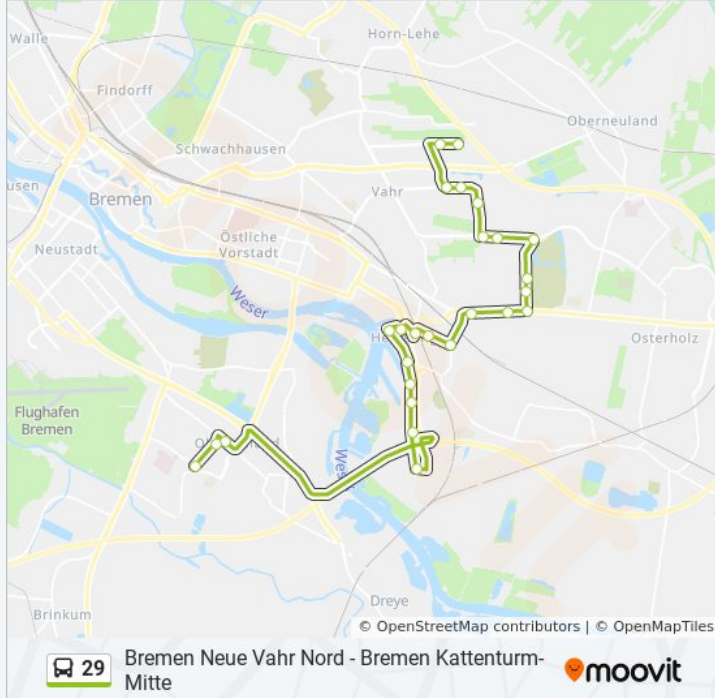 Walle
Horn-Lehe
Findorff
Oberneuland
Schwachhausen
usen
Vahr
Bremen
Östliche
Vorstadt
Neustadt
Weser
He
Osterholz
Flughafen
Bremen
O
d
Wes
Dreye
Brinkum
© OpenStreetMap contributors | © OpenMapTiles
29
Bremen Neue Vahr Nord - Bremen Kattenturm-
Mitte
moovit